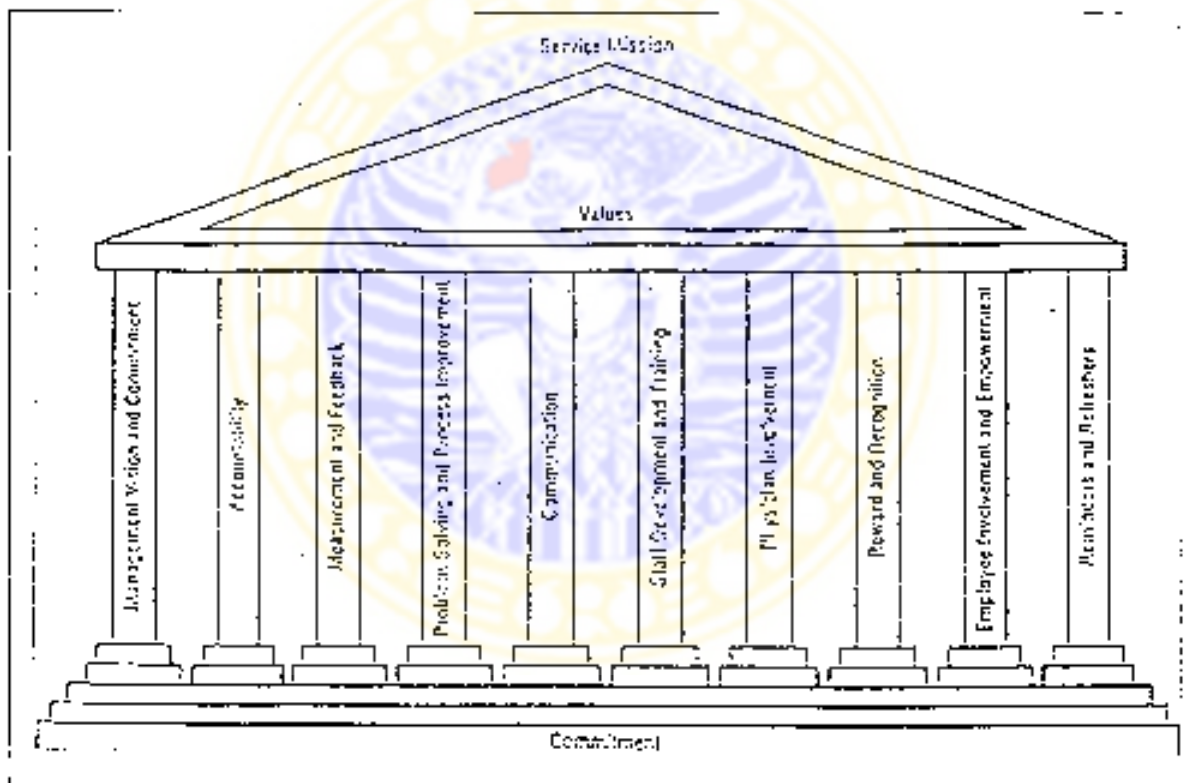 Service Mission
Values
Management Vision and Commitment
Accountability
Measurement and Feedback
Problem Solving and Process Improvement
Communication
Staff Development and Training
Physician Involvement
Reward and Recognition
Employee Involvement and Empowerment
Reminders and Refreshers
Commitment